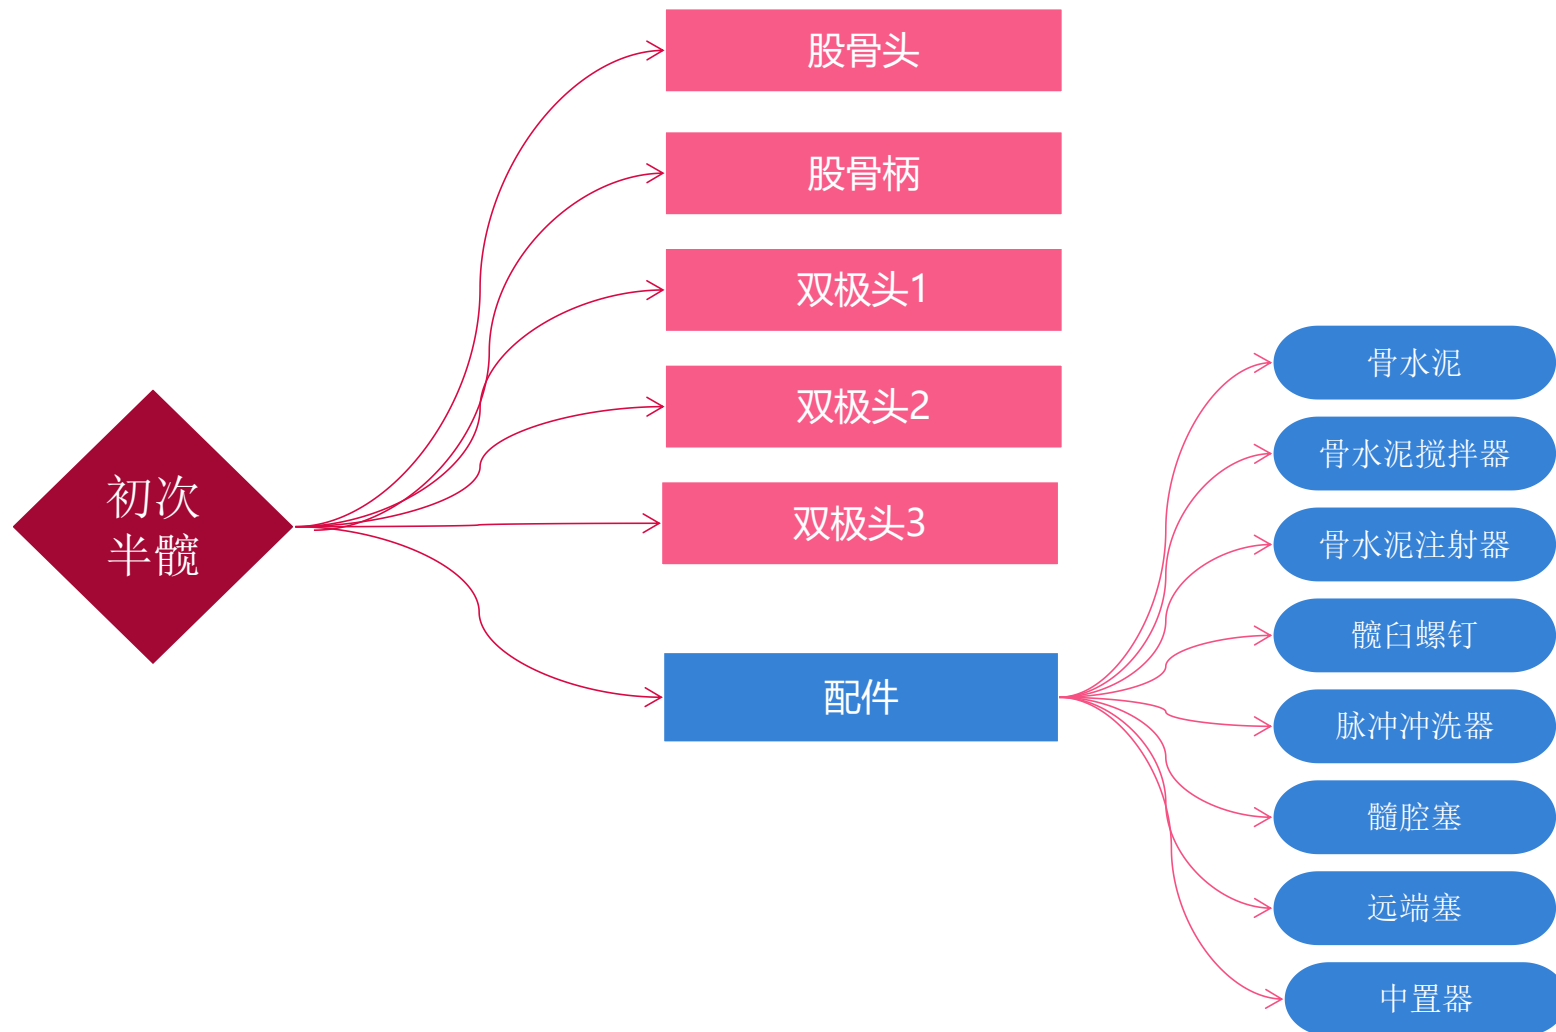 初次
半髋
股骨头
股骨柄
双极头1
双极头2
双极头3
配件
骨水泥
骨水泥搅拌器
骨水泥注射器
髋臼螺钉
脉冲冲洗器
髓腔塞
远端塞
中置器